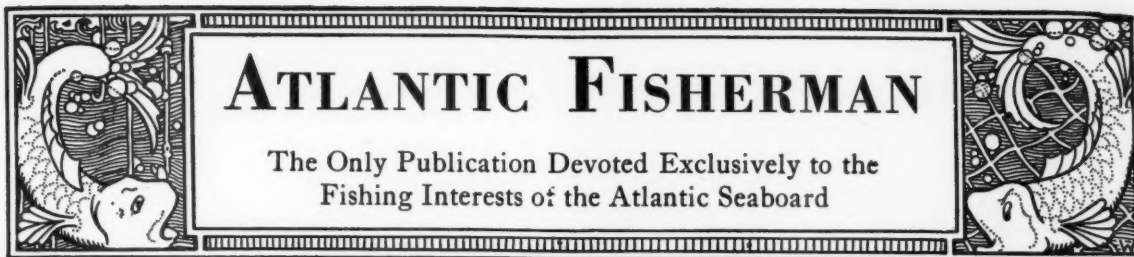 ATLANTIC FISHERMAN
The Only Publication Devoted Exclusively to the
Fishing Interests of the Atlantic Seaboard